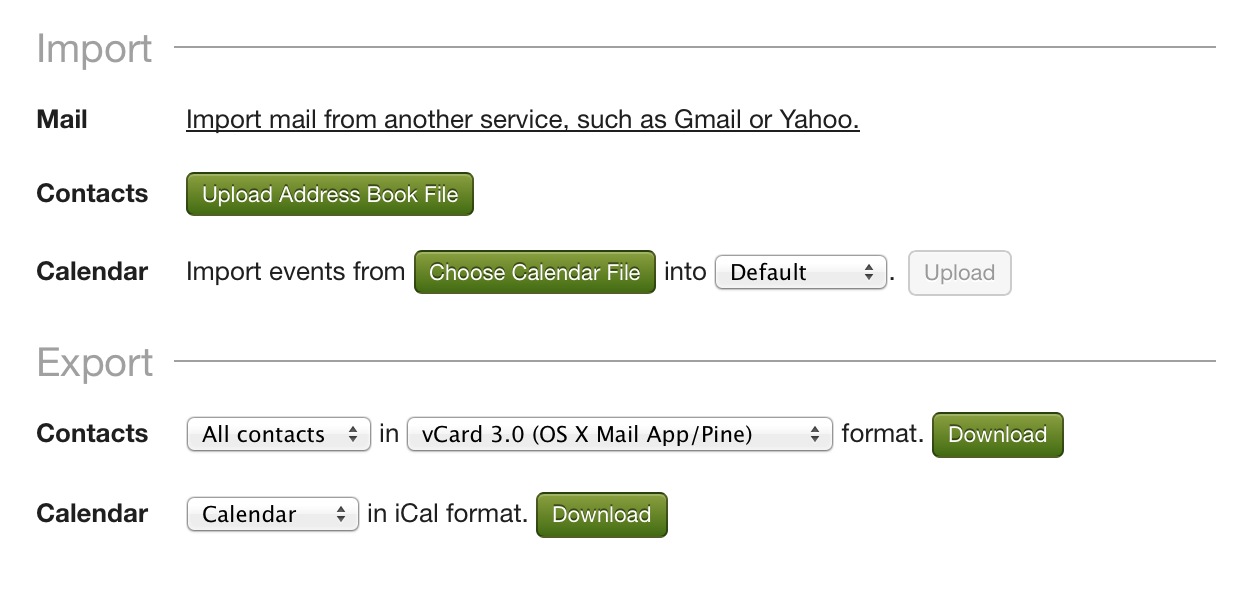 Import
Mail Import mail from another service, such as Gmail or Yahoo.
Contacts Upload Address Book File
Calendar Import events from Choose Calendar File into Default . Upload
Export
Contacts All contacts in vCard 3.0 (OS X Mail App/Pine) format. Download
Calendar Calendar in iCal format. Download